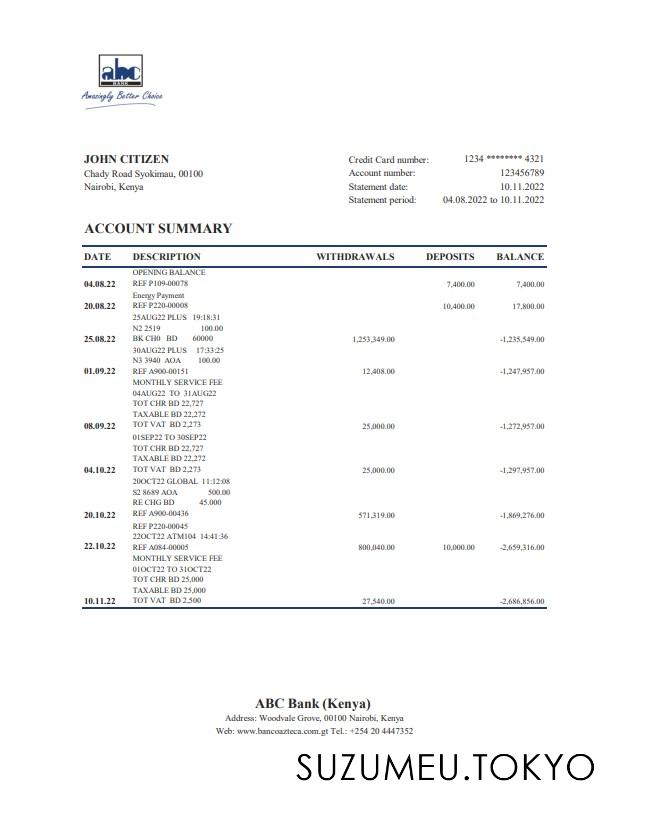 abc
BANK
Amazingly Better Choice
JOHN CITIZEN
Chady Road Syokimau, 00100
Nairobi, Kenya
Credit Card number: 1234 ******** 4321
Account number: 123456789
Statement date: 10.11.2022
Statement period: 04.08.2022 to 10.11.2022
ACCOUNT SUMMARY
DATE DESCRIPTION WITHDRAWALS DEPOSITS BALANCE
OPENING BALANCE
04.08.22 REF P109-00078 7,400.00 7,400.00
Energy Payment
20.08.22 REF P220-00008 10,400.00 17,800.00
25AUG22 PLUS 19:18:31
N2 2519 100.00
25.08.22 BK CH0 BD 60000 1,253,349.00 -1,235,549.00
30AUG22 PLUS 17:33:25
N3 3940 AOA 100.00
01.09.22 REF A900-00151 12,408.00 -1,247,957.00
MONTHLY SERVICE FEE
04AUG22 TO 31AUG22
TOT CHR BD 22,727
TAXABLE BD 22,272
08.09.22 TOT VAT BD 2,273 25,000.00 -1,272,957.00
01SEP22 TO 30SEP22
TOT CHR BD 22,727
TAXABLE BD 22,272
04.10.22 TOT VAT BD 2,273 25,000.00 -1,297,957.00
20OCT22 GLOBAL 11:12:08
S2 8689 AOA 500.00
RE CHG BD 45.000
20.10.22 REF A900-00436 571,319.00 -1,869,276.00
REF P220-00045
22OCT22 ATM104 14:41:36
22.10.22 REF A084-00005 800,040.00 10,000.00 -2,659,316.00
MONTHLY SERVICE FEE
01OCT22 TO 31OCT22
TOT CHR BD 25,000
TAXABLE BD 25,000
10.11.22 TOT VAT BD 2,500 27,540.00 -2,686,856.00
ABC Bank (Kenya)
Address: Woodvale Grove, 00100 Nairobi, Kenya
Web: www.bancoazteca.com.gt Tel.: +254 20 4447352
SUZUMEU.TOKYO